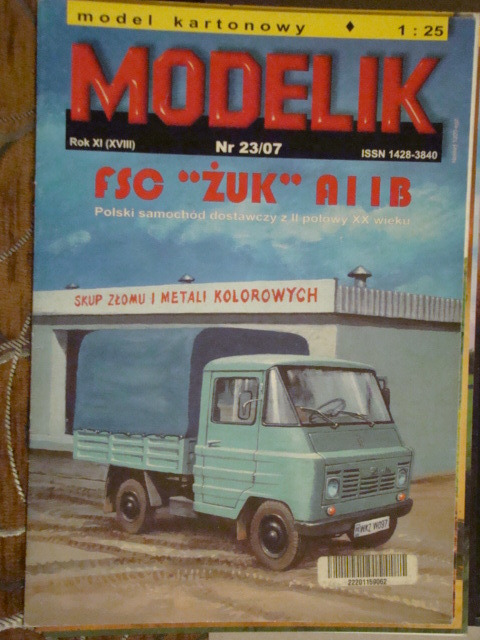 model kartonowy ♦ 1 : 25
MODELIK
Rok XI (XVIII) Nr 23/07 ISSN 1428-3840
FSC "ŻUK" A11B
Polski samochód dostawczy z II połowy XX wieku
SKUP ZŁOMU I METALI KOLOROWYCH